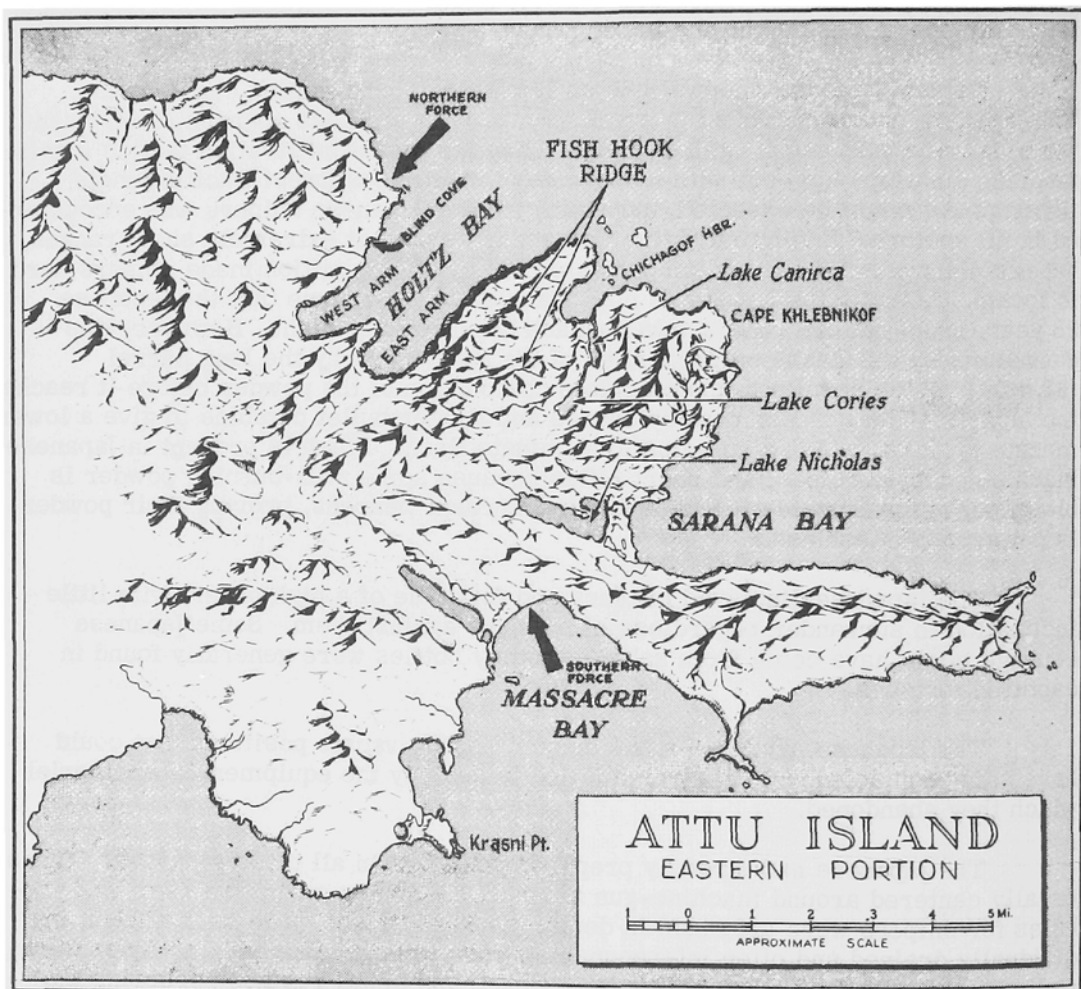 NORTHERN
FORCE
FISH HOOK
RIDGE
BLIND COVE
HOLTZ BAY
WEST ARM
EAST ARM
CHICHAGOF HBR.
Lake Canirca
CAPE KHLEBNIKOF
Lake Cories
Lake Nicholas
SARANA BAY
SOUTHERN
FORCE
MASSACRE
BAY
Krasni Pt.
ATTU ISLAND
EASTERN PORTION
1 0 1 2 3 4 5 Mi.
APPROXIMATE SCALE